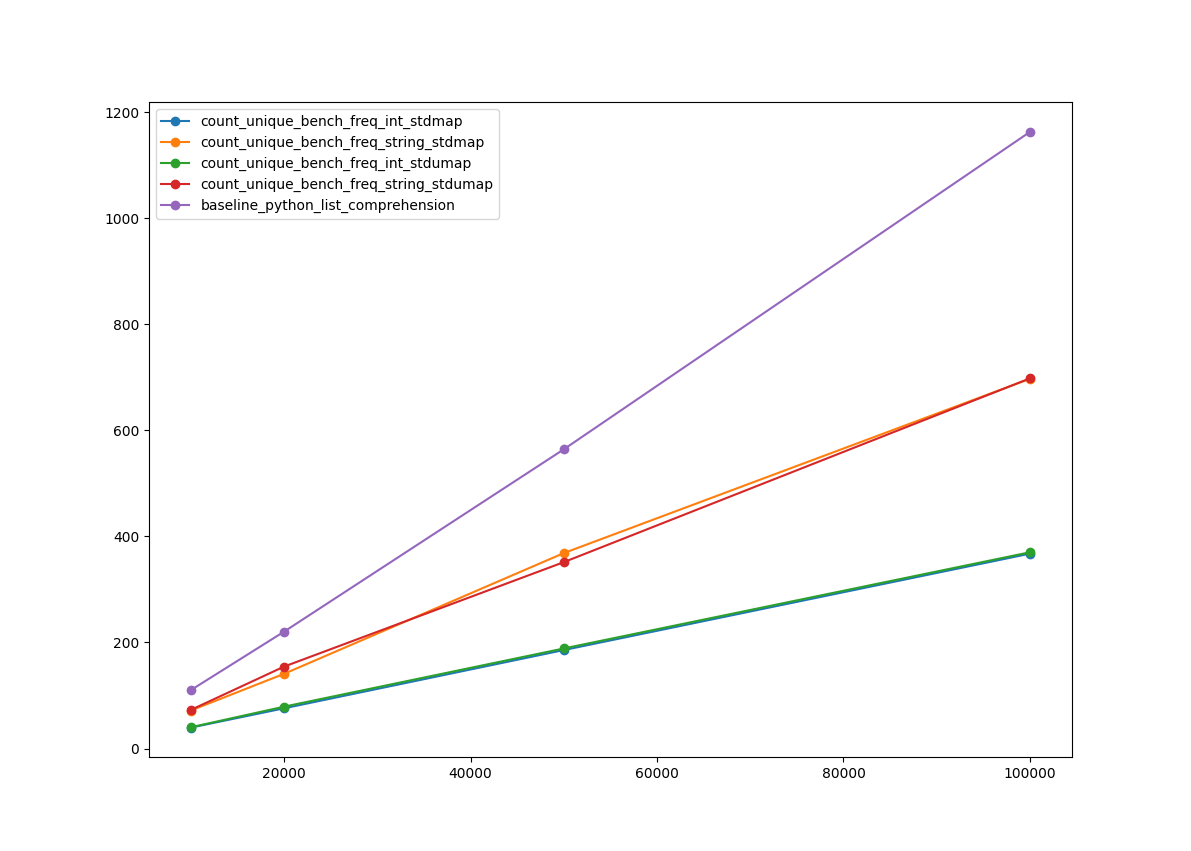 1200
1000
800
600
400
200
0
count_unique_bench_freq_int_stdmap
count_unique_bench_freq_string_stdmap
count_unique_bench_freq_int_stdumap
count_unique_bench_freq_string_stdumap
baseline_python_list_comprehension
20000 40000 60000 80000 100000